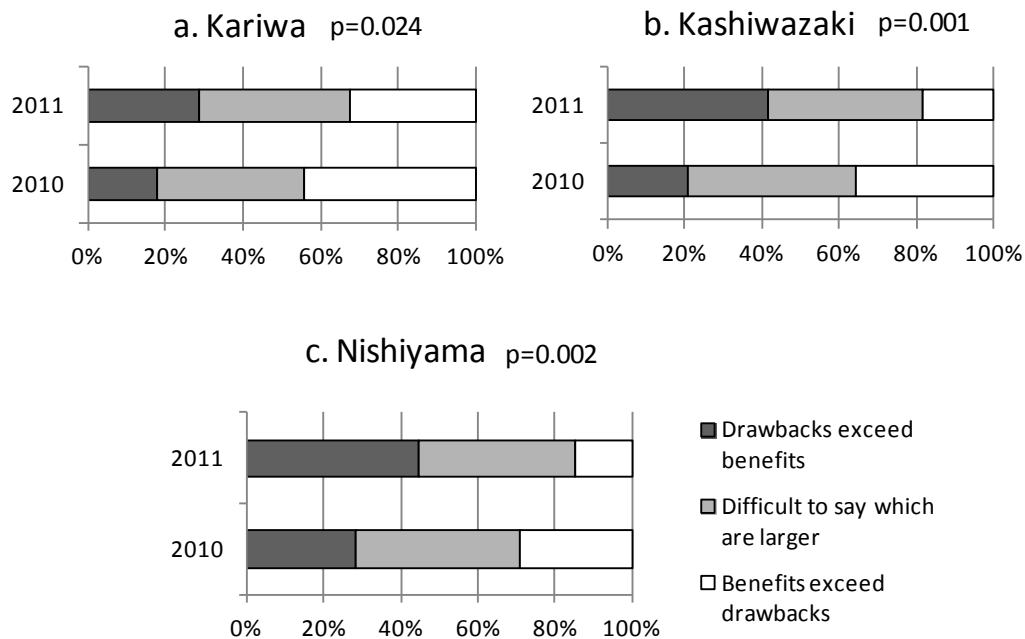 a. Kariwa p=0.024
2011
2010
0% 20% 40% 60% 80% 100%
b. Kashiwazaki p=0.001
2011
2010
0% 20% 40% 60% 80% 100%
c. Nishiyama p=0.002
2011
2010
0% 20% 40% 60% 80% 100%
Drawbacks exceed
benefits
Difficult to say which
are larger
Benefits exceed
drawbacks